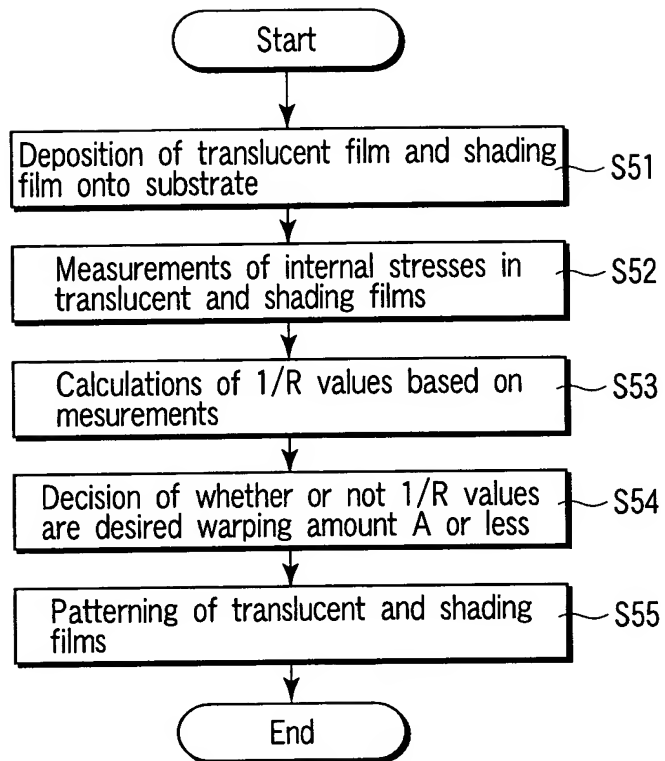 Start
Deposition of translucent film and shading
film onto substrate
S51
Measurements of internal stresses in
translucent and shading films
S52
Calculations of 1/R values based on
mesurements
S53
Decision of whether or not 1/R values
are desired warping amount A or less
S54
Patterning of translucent and shading
films
S55
End